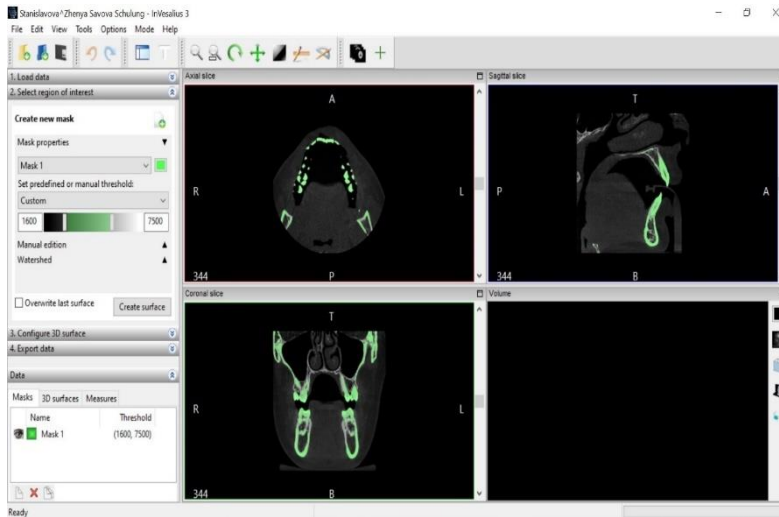 Stanislavova^Zhenya Savova Schulung - InVesalius 3
File Edit View Tools Options Mode Help
1. Load data
2. Select region of interest
Create new mask
Mask properties
Mask 1
Set predefined or manual threshold:
Custom
1600 7500
Manual edition
Watershed
Overwrite last surface Create surface
3. Configure 3D surface
4. Export data
Data
Masks 3D surfaces Measures
Name Threshold
Mask 1 (1600, 7500)
Ready
Axial slice
A
R L
344 P
Sagittal slice
T
P A
344 B
Coronal slice
T
R L
344 B
Volume